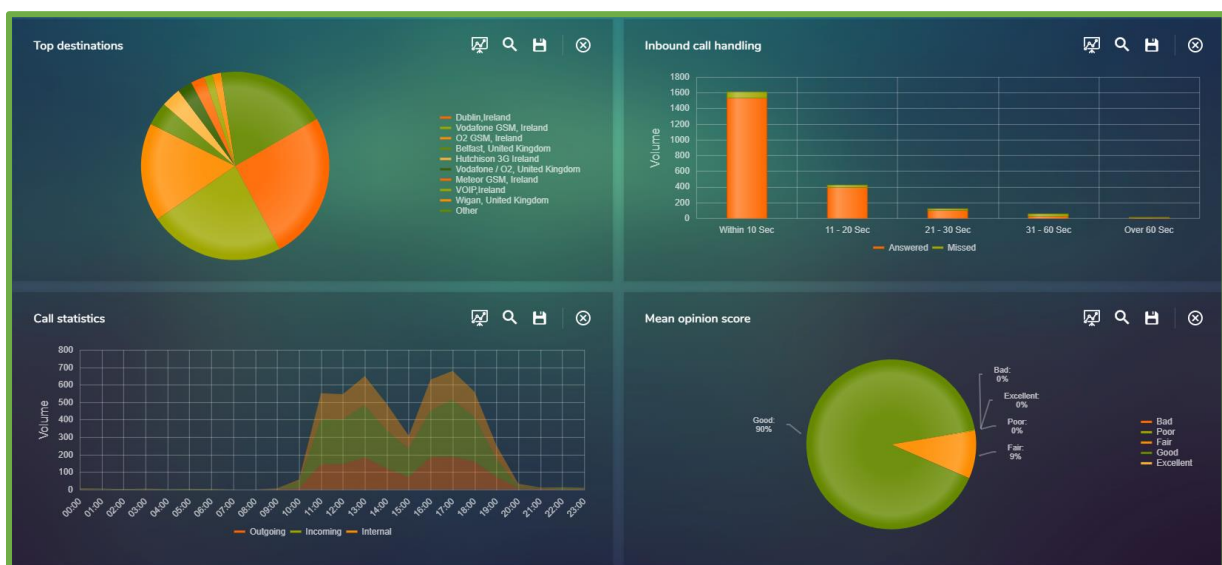 Top destinations
Dublin,Ireland
Vodafone GSM, Ireland
O2 GSM, Ireland
Belfast, United Kingdom
Hutchison 3G Ireland
Vodafone / O2, United Kingdom
Meteor GSM, Ireland
VOIP,Ireland
Wigan, United Kingdom
Other
Inbound call handling
1800
1600
1400
1200
1000
800
600
400
200
0
Volume
Within 10 Sec
11 - 20 Sec
21 - 30 Sec
31 - 60 Sec
Over 60 Sec
Answered
Missed
Call statistics
800
700
600
500
400
300
200
100
0
Volume
00:00
01:00
02:00
03:00
04:00
05:00
06:00
07:00
08:00
09:00
10:00
11:00
12:00
13:00
14:00
15:00
16:00
17:00
18:00
19:00
20:00
21:00
22:00
23:00
Outgoing
Incoming
Internal
Mean opinion score
Good:
90%
Bad:
0%
Excellent:
0%
Poor:
0%
Fair:
9%
Bad
Poor
Fair
Good
Excellent